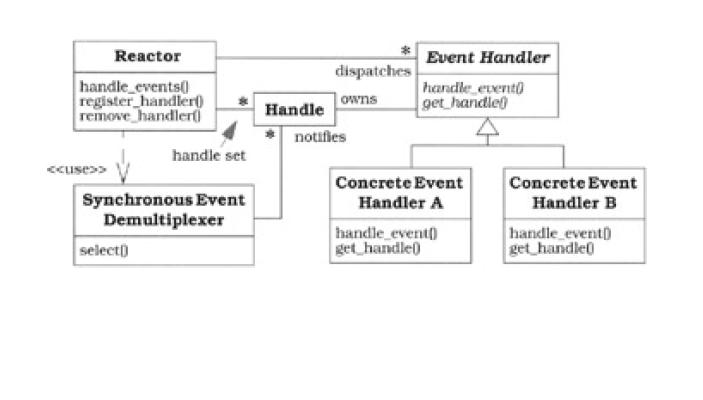 Reactor
handle_events()
register_handler()
remove_handler()
*
dispatches
Event Handler
handle_event()
get_handle()
*
Handle
owns
*
notifies
handle set
<<use>>
Synchronous Event
Demultiplexer
select()
Concrete Event
Handler A
handle_event()
get_handle()
Concrete Event
Handler B
handle_event()
get_handle()